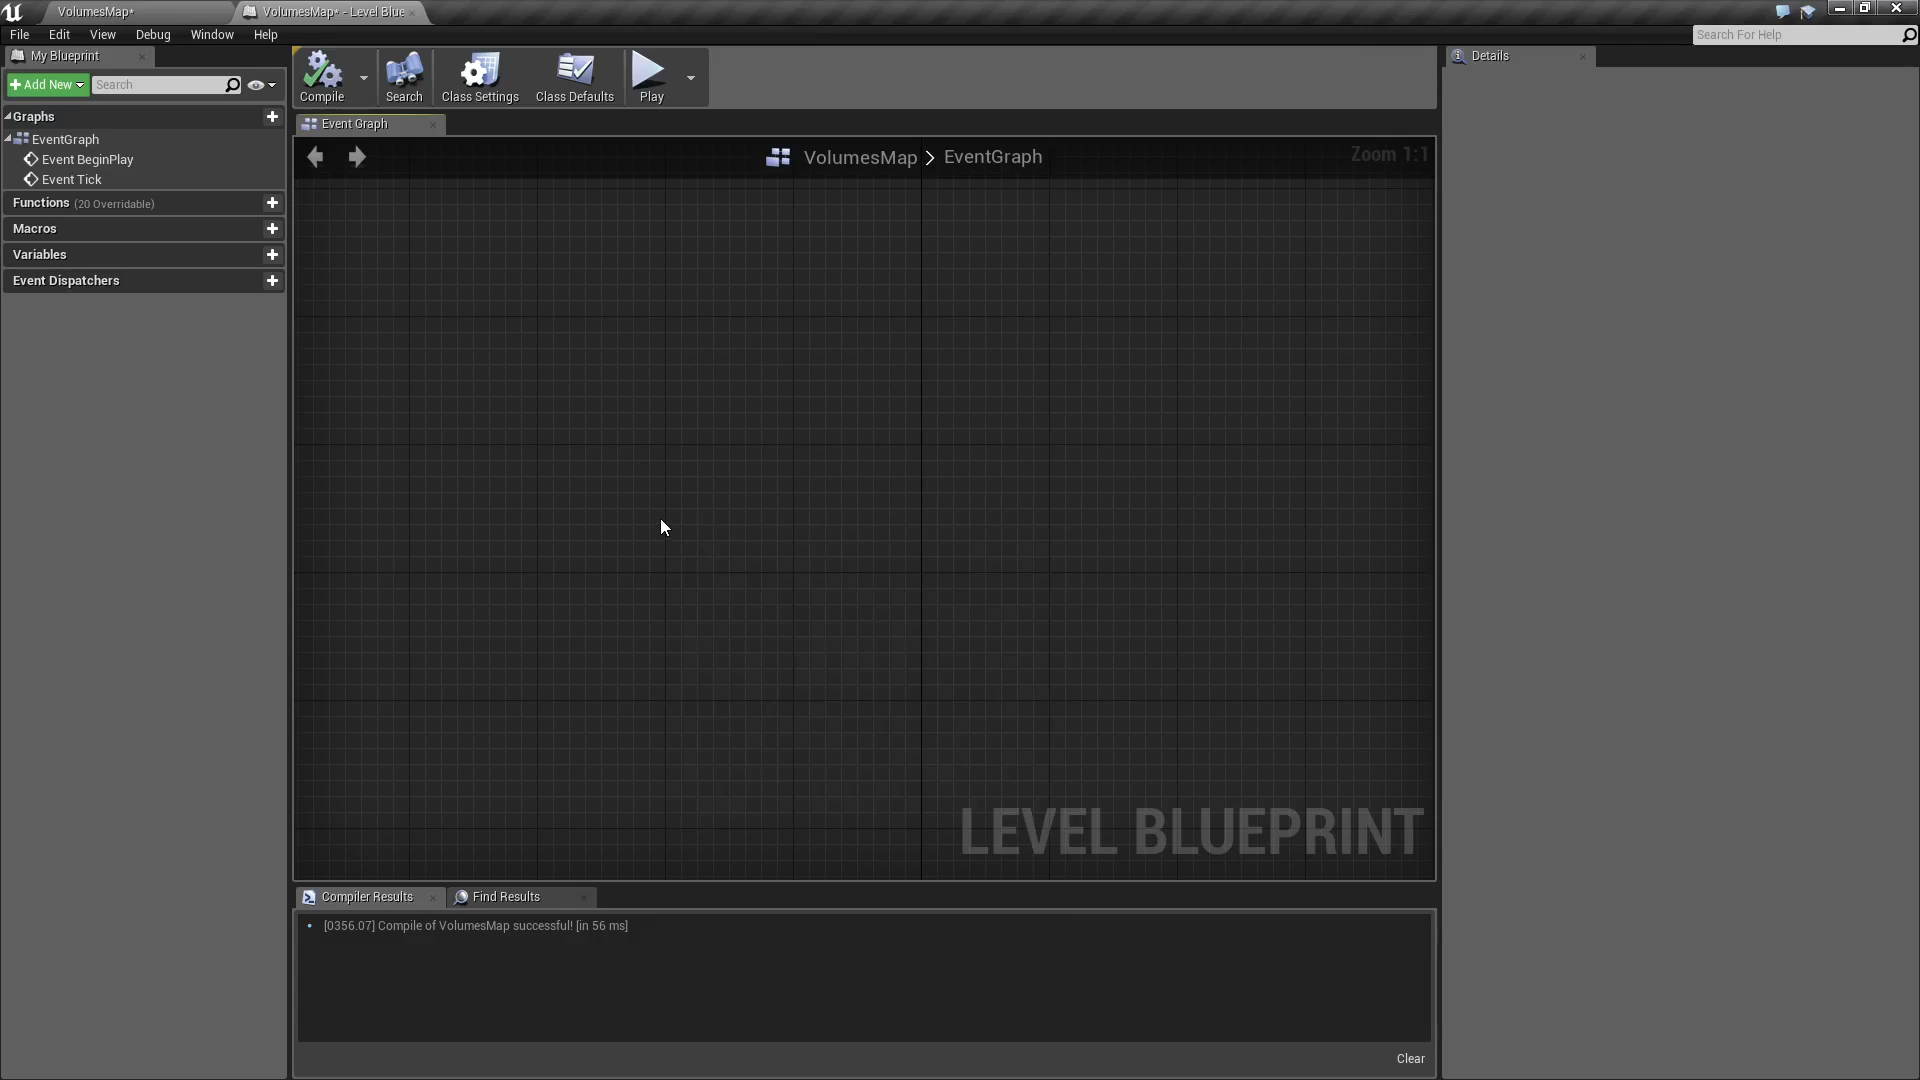 VolumesMap*
VolumesMap* - Level Blue
File Edit View Debug Window Help
Search For Help
My Blueprint
Add New
Search
Graphs
EventGraph
Event BeginPlay
Event Tick
Functions (20 Overridable)
Macros
Variables
Event Dispatchers
Compile
Search
Class Settings
Class Defaults
Play
Event Graph
VolumesMap > EventGraph
Zoom 1:1
LEVEL BLUEPRINT
Compiler Results
Find Results
[0356.07] Compile of VolumesMap successful! [in 56 ms]
Clear
Details